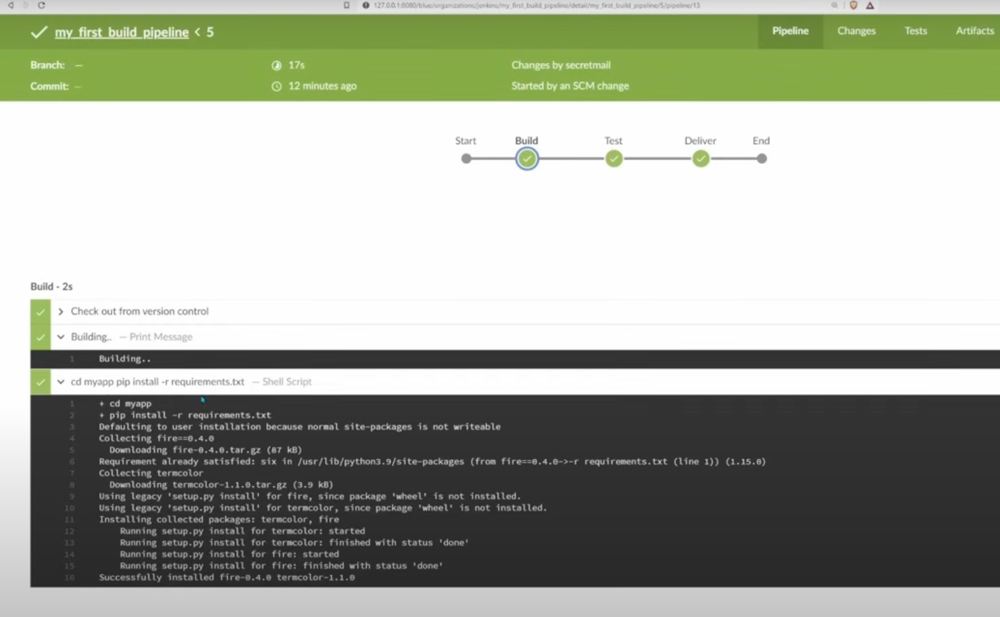 127.0.0.1:8080/blue/organizations/jenkins/my_first_build_pipeline/detail/my_first_build_pipeline/5/pipeline/13
my_first_build_pipeline < 5
Pipeline Changes Tests Artifacts
Branch: — 17s Changes by secretmail
Commit: — 12 minutes ago Started by an SCM change
Start Build Test Deliver End
Build - 2s
Check out from version control
Building.. — Print Message
1 Building..
cd myapp pip install -r requirements.txt — Shell Script
1 + cd myapp
2 + pip install -r requirements.txt
3 Defaulting to user installation because normal site-packages is not writeable
4 Collecting fire==0.4.0
5 Downloading fire-0.4.0.tar.gz (87 kB)
6 Requirement already satisfied: six in /usr/lib/python3.9/site-packages (from fire==0.4.0->-r requirements.txt (line 1)) (1.15.0)
7 Collecting termcolor
8 Downloading termcolor-1.1.0.tar.gz (3.9 kB)
9 Using legacy 'setup.py install' for fire, since package 'wheel' is not installed.
10 Using legacy 'setup.py install' for termcolor, since package 'wheel' is not installed.
11 Installing collected packages: termcolor, fire
12 Running setup.py install for termcolor: started
13 Running setup.py install for termcolor: finished with status 'done'
14 Running setup.py install for fire: started
15 Running setup.py install for fire: finished with status 'done'
16 Successfully installed fire-0.4.0 termcolor-1.1.0